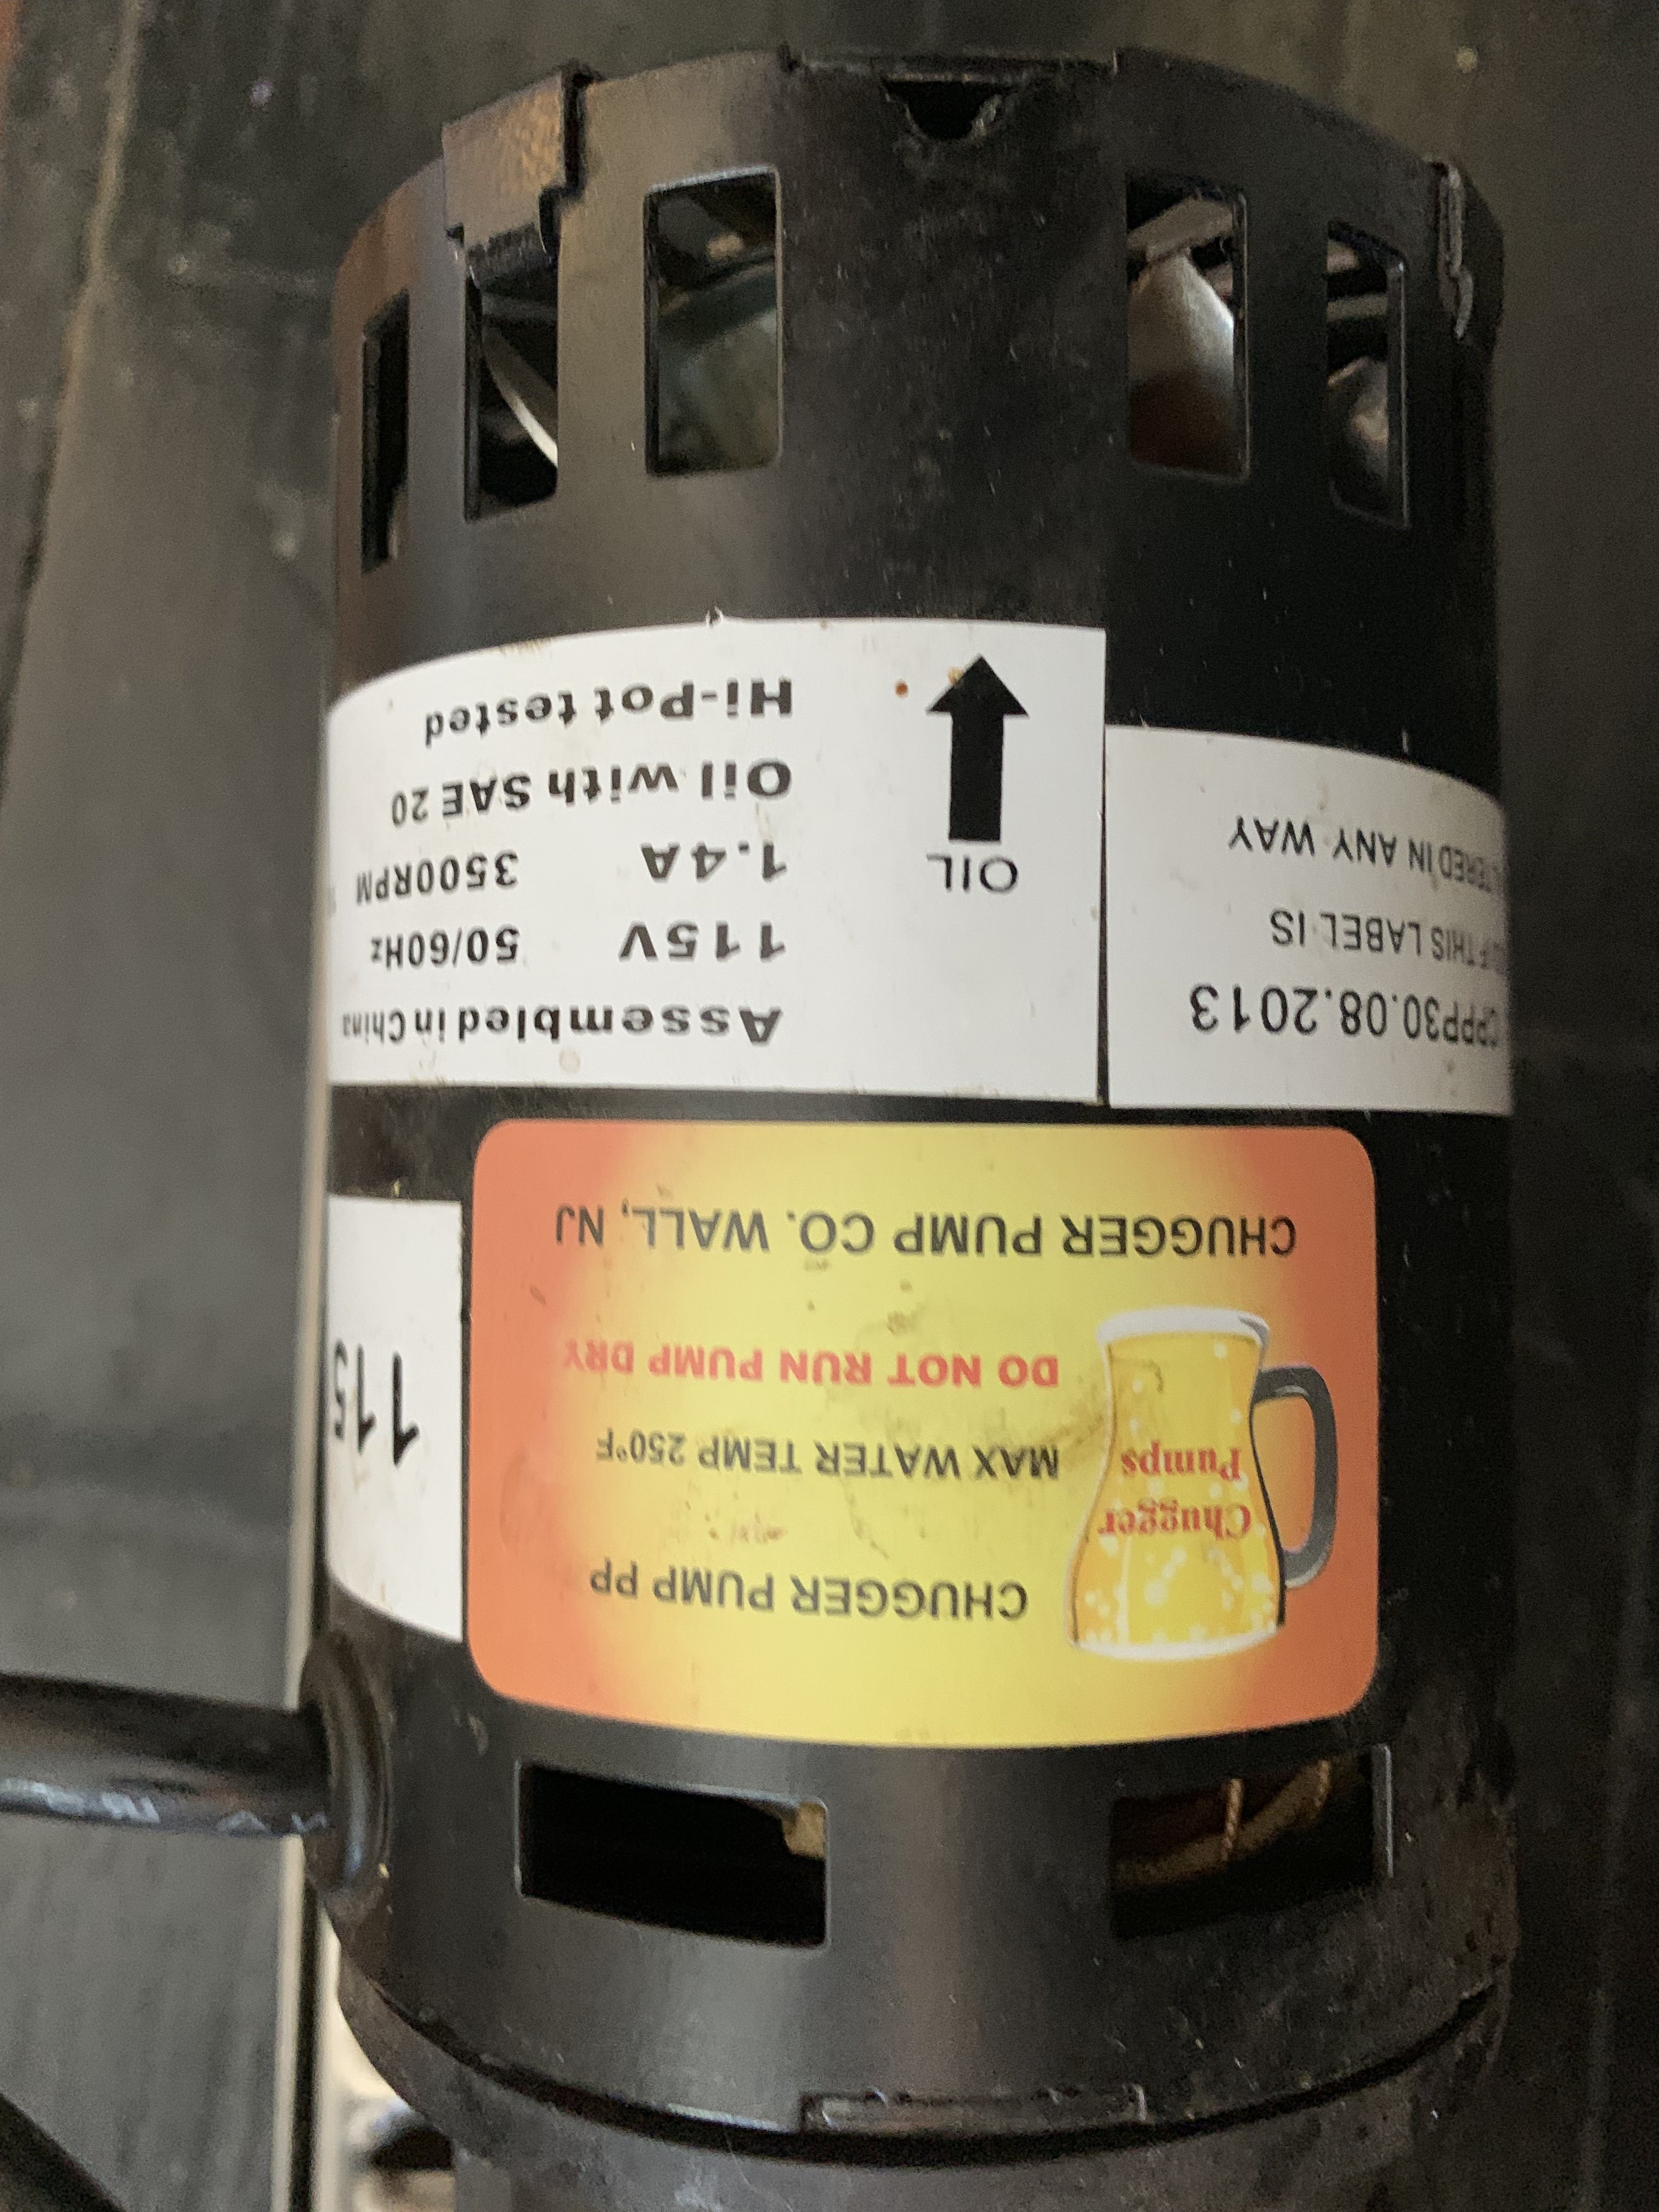 Chugger
Pumps
CHUGGER PUMP PP
MAX WATER TEMP 250°F
DO NOT RUN PUMP DRY
CHUGGER PUMP CO. WALL, NJ
115
CPP30.08.2013
IF THIS LABEL IS
IN ANY WAY
Assembled in China
115V 50/60Hz
1.4A 3500RPM
Oil with SAE 20
Hi-Pot tested
OIL